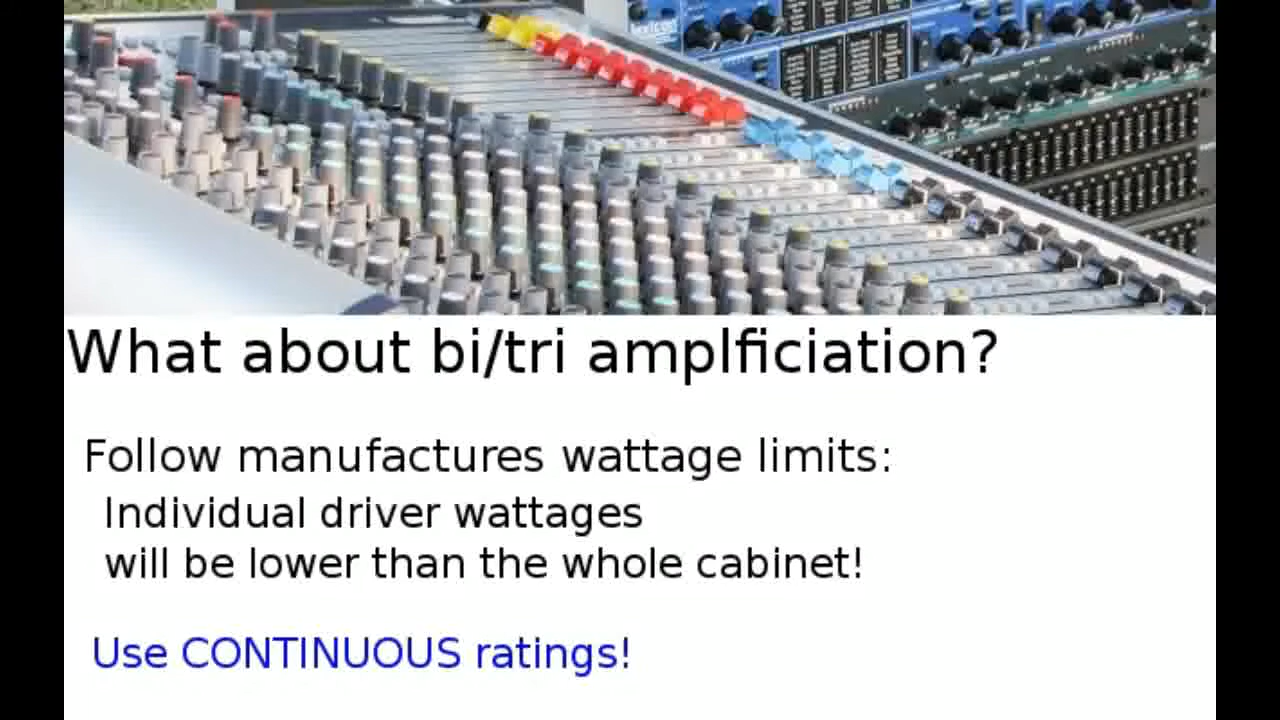 What about bi/tri amplficiation?
Follow manufactures wattage limits:
Individual driver wattages
will be lower than the whole cabinet!
Use CONTINUOUS ratings!